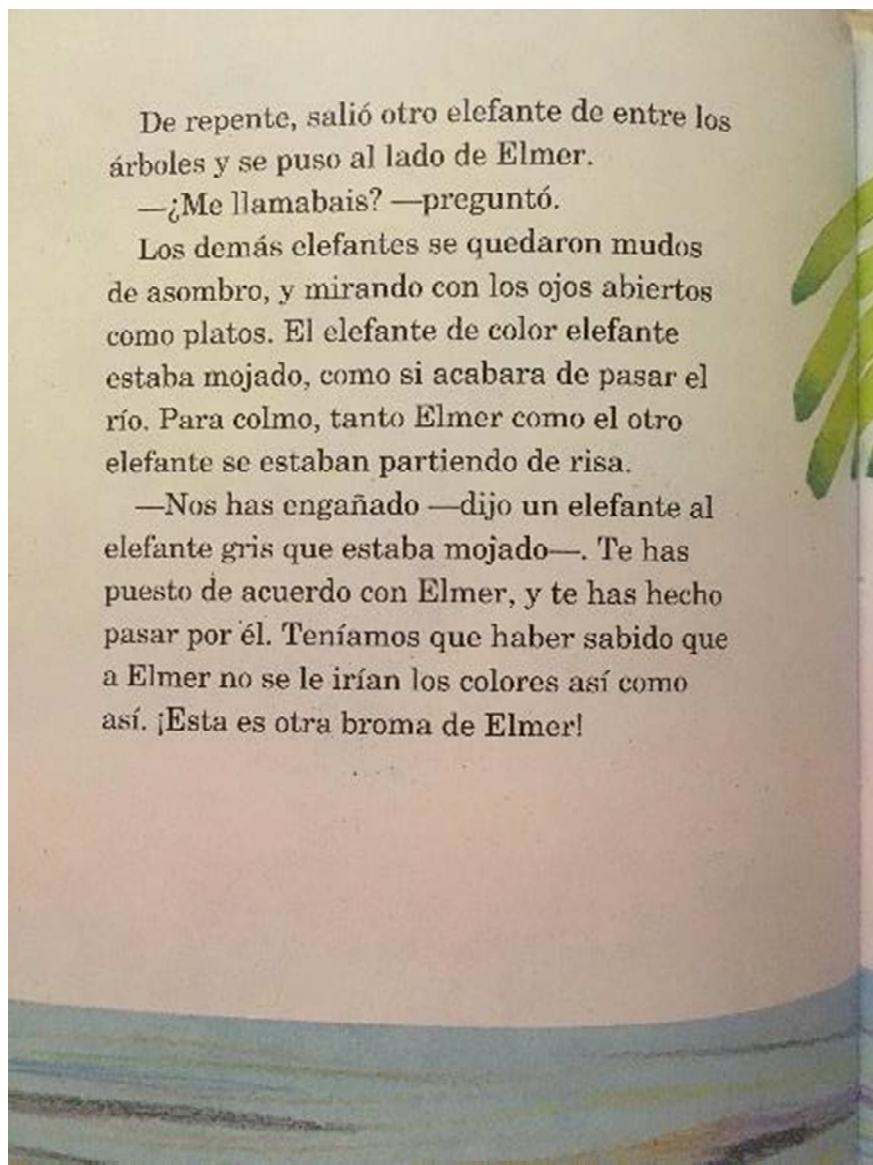 De repente, salió otro elefante de entre los
árboles y se puso al lado de Elmer.
—¿Me llamabais? —preguntó.
Los demás elefantes se quedaron mudos
de asombro, y mirando con los ojos abiertos
como platos. El elefante de color elefante
estaba mojado, como si acabara de pasar el
río. Para colmo, tanto Elmer como el otro
elefante se estaban partiendo de risa.
—Nos has engañado —dijo un elefante al
elefante gris que estaba mojado—. Te has
puesto de acuerdo con Elmer, y te has hecho
pasar por él. Teníamos que haber sabido que
a Elmer no se le irían los colores así como
así. ¡Esta es otra broma de Elmer!